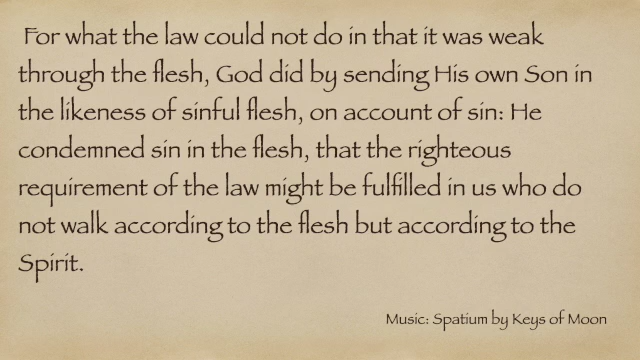 For what the law could not do in that it was weak
through the flesh, God did by sending His own Son in
the likeness of sinful flesh, on account of sin: He
condemned sin in the flesh, that the righteous
requirement of the law might be fulfilled in us who do
not walk according to the flesh but according to the
Spirit.
Music: Spatium by Keys of Moon